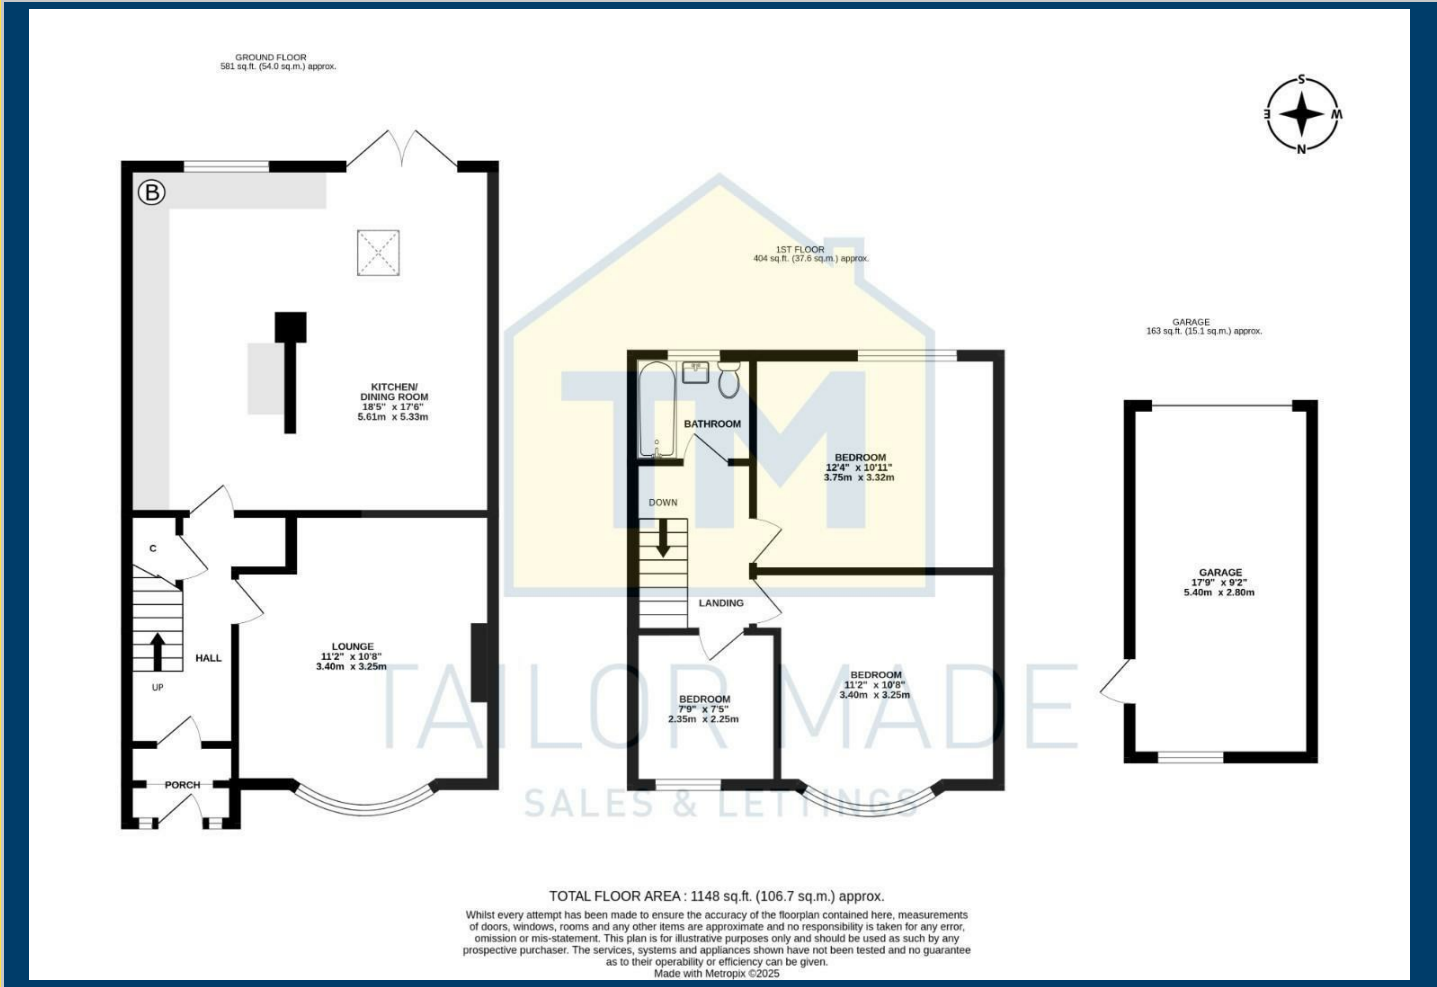 GROUND FLOOR
581 sq.ft. (54.0 sq.m.) approx.
S
E
W
N
B
KITCHEN/
DINING ROOM
18'5" x 17'6"
5.61m x 5.33m
C
HALL
UP
LOUNGE
11'2" x 10'8"
3.40m x 3.25m
PORCH
1ST FLOOR
404 sq.ft. (37.6 sq.m.) approx.
BATHROOM
BEDROOM
12'4" x 10'11"
3.75m x 3.32m
DOWN
LANDING
BEDROOM
7'9" x 7'5"
2.35m x 2.25m
BEDROOM
11'2" x 10'8"
3.40m x 3.25m
GARAGE
163 sq.ft. (15.1 sq.m.) approx.
GARAGE
17'9" x 9'2"
5.40m x 2.80m
TM
TAILOR MADE
SALES & LETTINGS
TOTAL FLOOR AREA : 1148 sq.ft. (106.7 sq.m.) approx.
Whilst every attempt has been made to ensure the accuracy of the floorplan contained here, measurements
of doors, windows, rooms and any other items are approximate and no responsibility is taken for any error,
omission or mis-statement. This plan is for illustrative purposes only and should be used as such by any
prospective purchaser. The services, systems and appliances shown have not been tested and no guarantee
as to their operability or efficiency can be given.
Made with Metropix ©2025